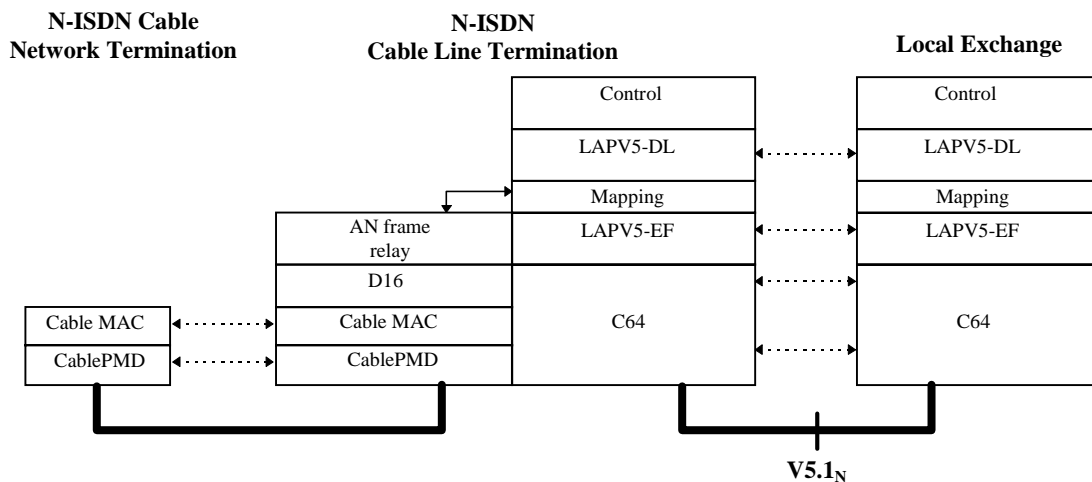 N-ISDN Cable
Network Termination
N-ISDN
Cable Line Termination
Local Exchange
Control
Control
LAPV5-DL
LAPV5-DL
Mapping
Mapping
AN frame
relay
LAPV5-EF
LAPV5-EF
D16
Cable MAC
Cable MAC
C64
C64
CablePMD
CablePMD
V5.1N